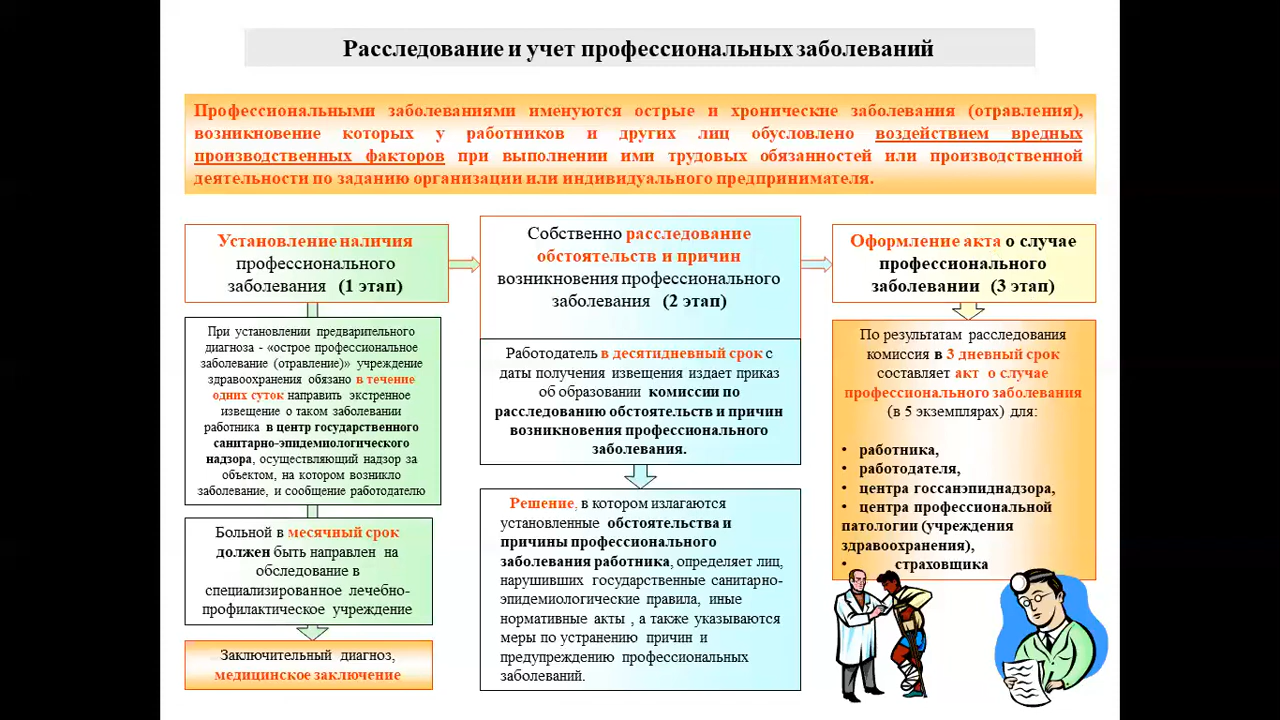 Расследование и учет профессиональных заболеваний
Профессиональными заболеваниями именуются острые и хронические заболевания (отравления),
возникновение которых у работников и других лиц обусловлено воздействием вредных
производственных факторов при выполнении ими трудовых обязанностей или производственной
деятельности по заданию организации или индивидуального предпринимателя.
Установление наличия
профессионального
заболевания (1 этап)
При установлении предварительного
диагноза - «острое профессиональное
заболевание (отравление)» учреждение
здравоохранения обязано в течение
одних суток направить экстренное
извещение о таком заболевании
работника в центр государственного
санитарно-эпидемиологического
надзора, осуществляющий надзор за
объектом, на котором возникло
заболевание, и сообщение работодателю
Больной в месячный срок
должен быть направлен на
обследование в
специализированное лечебно-
профилактическое учреждение
Заключительный диагноз,
медицинское заключение
Собственно расследование
обстоятельств и причин
возникновения профессионального
заболевания (2 этап)
Работодатель в десятидневный срок с
даты получения извещения издает приказ
об образовании комиссии по
расследованию обстоятельств и причин
возникновения профессионального
заболевания.
Решение, в котором излагаются
установленные обстоятельства и
причины профессионального
заболевания работника, определяет лиц,
нарушивших государственные санитарно-
эпидемиологические правила, иные
нормативные акты , а также указываются
меры по устранению причин и
предупреждению профессиональных
заболеваний.
Оформление акта о случае
профессионального
заболевании (3 этап)
По результатам расследования
комиссия в 3 дневный срок
составляет акт о случае
профессионального заболевания
(в 5 экземплярах) для:
• работника,
• работодателя,
• центра госсанэпиднадзора,
• центра профессиональной
патологии (учреждения
здравоохранения),
• страховщика